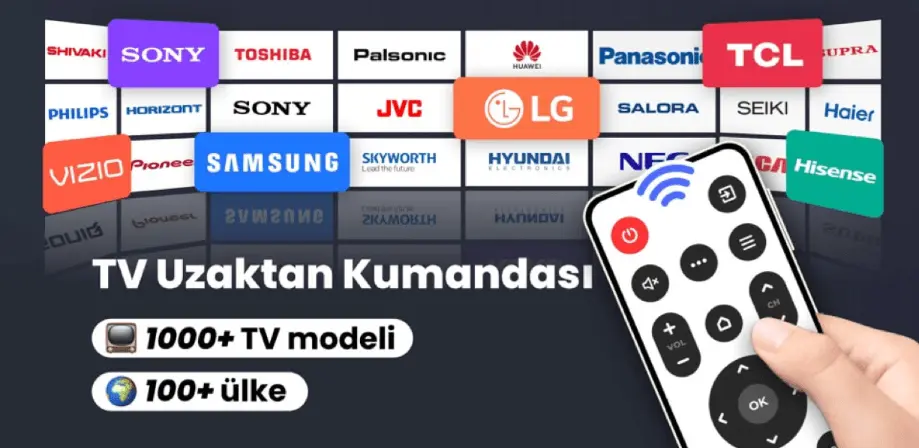 SHIVAKI
SONY
TOSHIBA
Palsonic
HUAWEI
Panasonic
TCL
SUPRA
PHILIPS
HORIZONT
SONY
JVC
LG
SALORA
SEIKI
Haier
VIZIO
Pioneer
SAMSUNG
SKYWORTH
Lead the future
HYUNDAI
ELECTRONICS
NEC
Hisense
TV Uzaktan Kumandası
1000+ TV modeli
100+ ülke
CH
+
VOL
−
OK